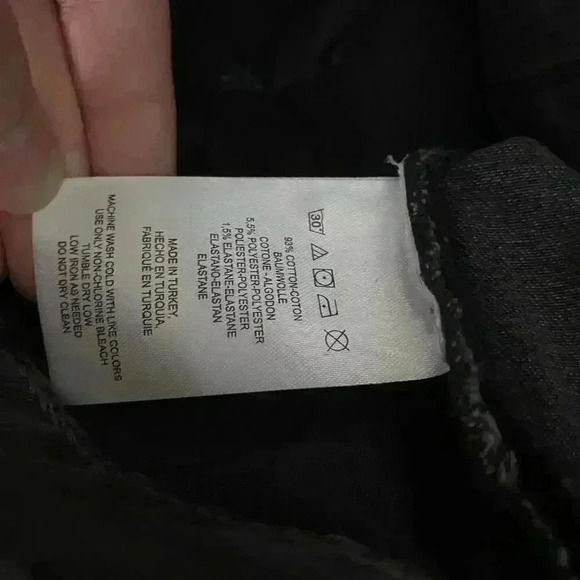 30°
93% COTTON-COTON
BAUMWOLLE
COTONE - ALGODON
5,5% POLYESTER-POLYESTER
POLIESTER-POLYESTER
1,5% ELASTANE-ELASTANE
ELASTANO-ELASTAN
ELASTANE
MADE IN TURKEY,
HECHO EN TURQUIA,
FABRIQUÉ EN TURQUIE
MACHINE WASH COLD WITH LIKE COLORS
USE ONLY NON-CHLORINE BLEACH
TUMBLE DRY LOW
LOW IRON AS NEEDED
DO NOT DRY CLEAN